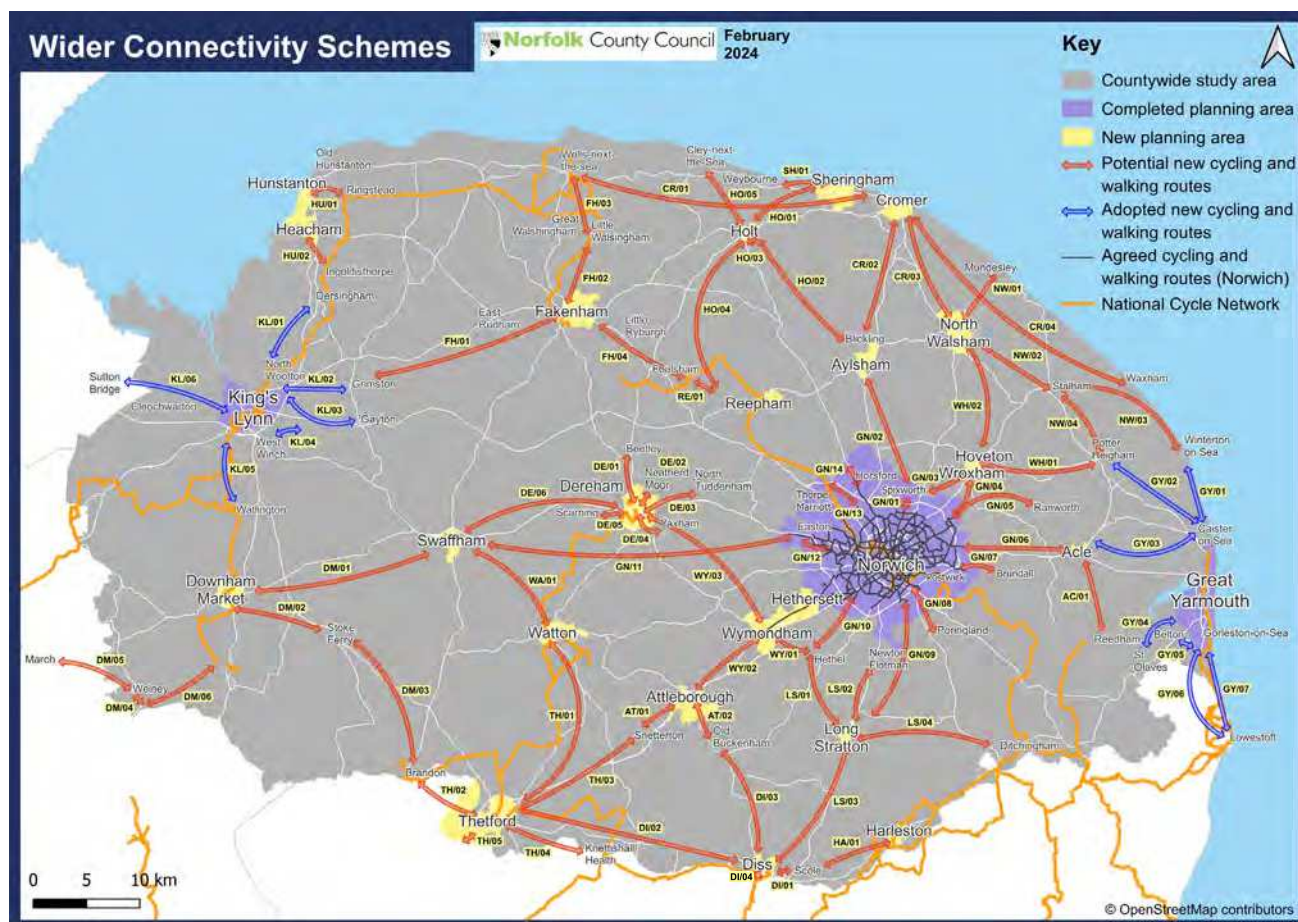 Wider Connectivity Schemes
Norfolk County Council
February
2024
Key
Countywide study area
Completed planning area
New planning area
Potential new cycling and
walking routes
Adopted new cycling and
walking routes
Agreed cycling and
walking routes (Norwich)
National Cycle Network
Old
Hunstanton
Hunstanton
Ringstead
HU/01
Heacham
HU/02
Ingoldisthorpe
Dersingham
KL/01
Wells-next-
the-sea
FH/03
Great
Walshingham
Little
Walsingham
FH/02
CR/01
Cley-next-
the-Sea
Weybourne
HO/05
SH/01
Sheringham
Cromer
HO/01
Holt
HO/03
HO/02
CR/02
CR/03
Mundesley
NW/01
HO/04
East
Rudham
Fakenham
Little
Ryburgh
FH/01
FH/04
Foulsham
RE/01
Reepham
Blickling
Aylsham
North
Walsham
CR/04
NW/02
Stalham
Waxham
NW/03
NW/04
WH/02
Potter
Heigham
Winterton
on Sea
Sutton
Bridge
KL/06
Clenchwarton
North
Wootton
KL/02
Grimston
King's
Lynn
KL/03
Gayton
KL/04
West
Winch
KL/05
Watlington
GN/02
Hoveton
Wroxham
WH/01
GY/02
GY/01
Caister
on Sea
GN/14
Horsford
GN/03
Spixworth
GN/04
GN/01
GN/05
Ranworth
Thorpe
Marriott
GN/13
Easton
GN/12
Norwich
GN/06
GN/07
Acle
GY/03
Postwick
Brundall
Beetley
DE/01
DE/02
Neatherd
Moor
North
Tuddenham
Dereham
DE/06
DE/03
Scarning
DE/05
Yaxham
DE/04
Swaffham
GN/11
DM/01
WA/01
WY/03
Downham
Market
DM/02
Stoke
Ferry
Watton
Hethersett
Wymondham
GN/10
GN/08
Poringland
GN/09
AC/01
Reedham
Great
Yarmouth
GY/04
Belton
Gorleston-on-Sea
GY/05
St
Olaves
GY/06
GY/07
Lowestoft
March
DM/05
Welney
DM/04
DM/06
DM/03
TH/01
WY/01
Hethel
Newton
Flotman
WY/02
LS/01
LS/02
LS/04
Attleborough
AT/01
AT/02
Snetterton
Old
Buckenham
Long
Stratton
Ditchingham
Brandon
TH/02
TH/03
Thetford
TH/05
TH/04
Knettishall
Heath
DI/02
DI/03
LS/03
Harleston
HA/01
Diss
DI/04
Scole
DI/01
0 5 10 km
© OpenStreetMap contributors